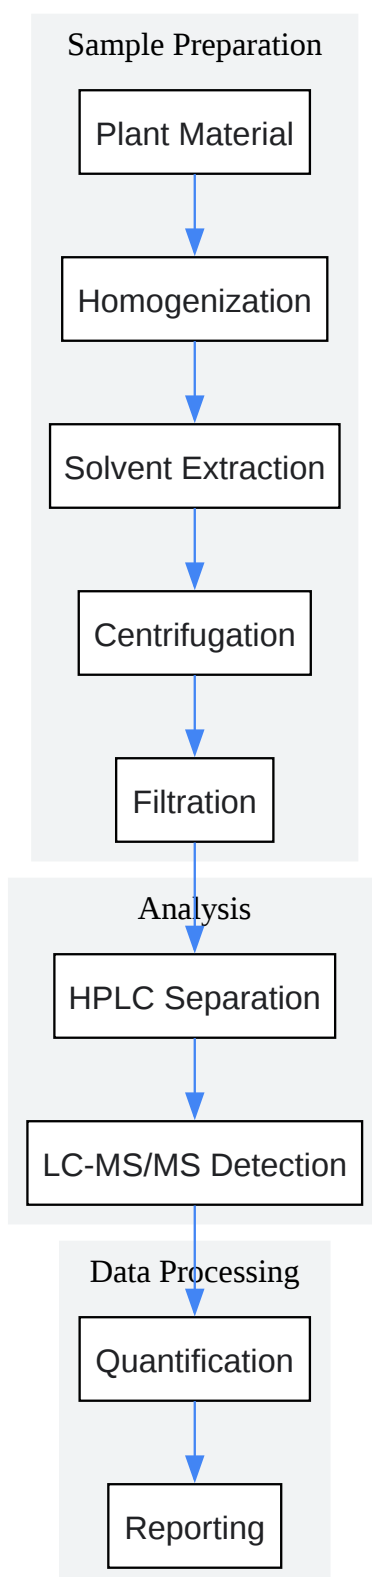 Sample Preparation
Plant Material
Homogenization
Solvent Extraction
Centrifugation
Filtration
Analysis
HPLC Separation
LC-MS/MS Detection
Data Processing
Quantification
Reporting